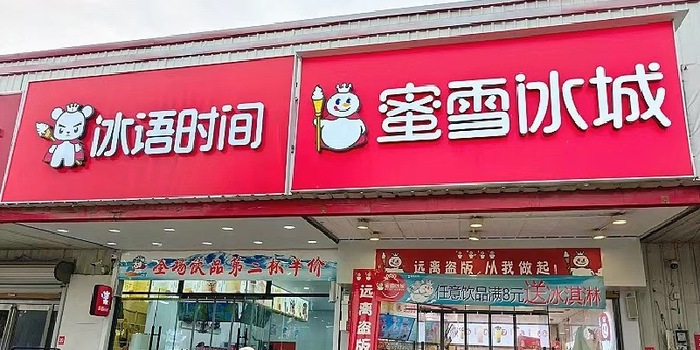 冰语时间
蜜雪冰城
全场饮品第二杯半价
远离盗版 从我做起!
任意饮品满8元送冰淇淋
远离盗版